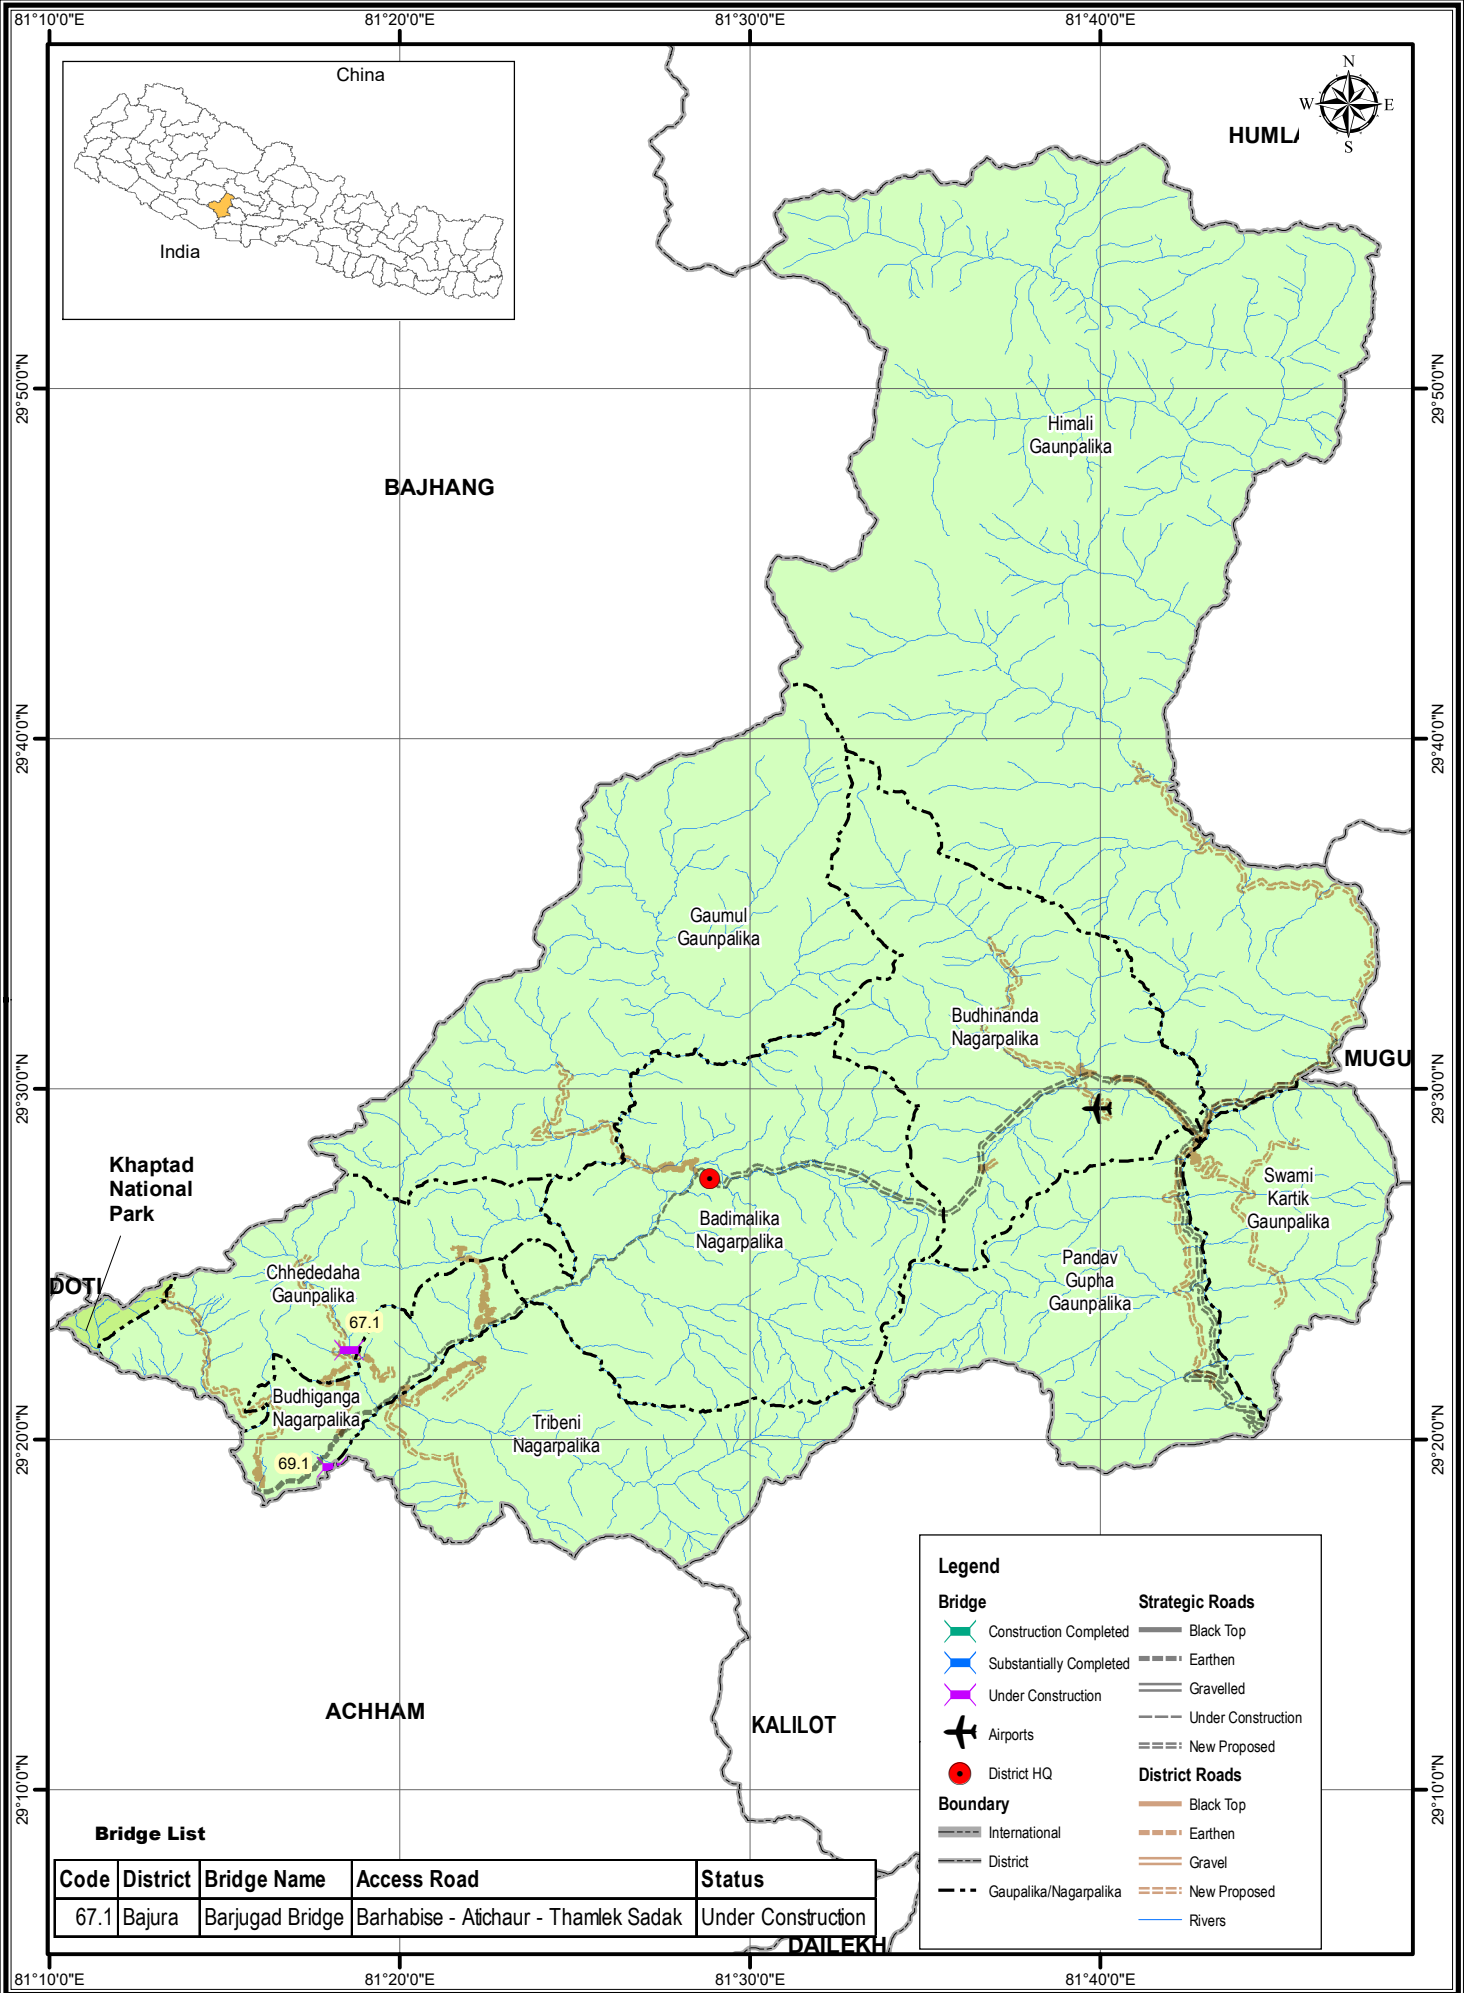 81°10'0"E 81°20'0"E 81°30'0"E 81°40'0"E
China
India
N
W E
S
HUML
29°50'0"N 29°50'0"N
Himali
Gaunpalika
BAJHANG
29°40'0"N 29°40'0"N
Gaumul
Gaunpalika
Budhinanda
Nagarpalika
MUGU
29°30'0"N 29°30'0"N
Khaptad
National
Park
Swami
Kartik
Gaunpalika
Badimalika
Nagarpalika
Pandav
Gupha
Gaunpalika
DOTI
Chhededaha
Gaunpalika
67.1
Budhiganga
Nagarpalika
Tribeni
Nagarpalika
29°20'0"N 29°20'0"N
69.1
ACHHAM
KALILOT
29°10'0"N 29°10'0"N
DAILEKH
Legend
Bridge
Construction Completed
Substantially Completed
Under Construction
Airports
District HQ
Boundary
International
District
Gaupalika/Nagarpalika
Strategic Roads
Black Top
Earthen
Gravelled
Under Construction
New Proposed
District Roads
Black Top
Earthen
Gravel
New Proposed
Rivers
Bridge List
Code District Bridge Name Access Road Status
67.1 Bajura Barjugad Bridge Barhabise - Atichaur - Thamlek Sadak Under Construction
81°10'0"E 81°20'0"E 81°30'0"E 81°40'0"E